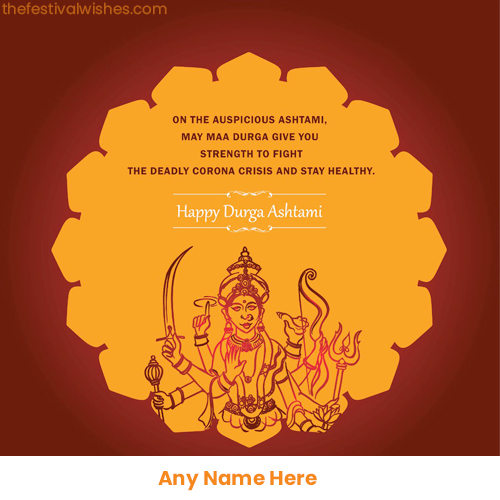 thefestivalwishes.com
ON THE AUSPICIOUS ASHTAMI,
MAY MAA DURGA GIVE YOU
STRENGTH TO FIGHT
THE DEADLY CORONA CRISIS AND STAY HEALTHY.
Happy Durga Ashtami
Any Name Here